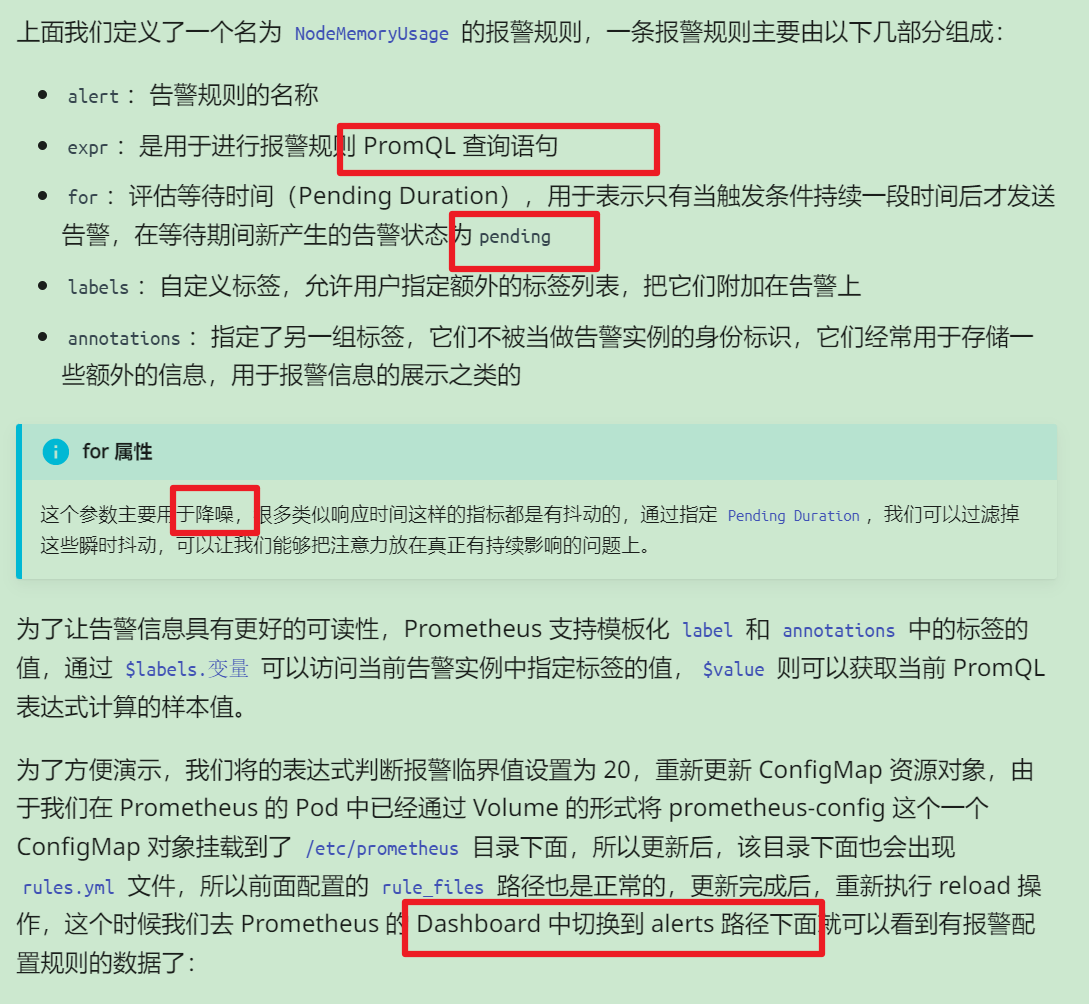 上面我们定义了一个名为 NodeMemoryUsage 的报警规则，一条报警规则主要由以下几部分组成：
• alert：告警规则的名称
• expr：是用于进行报警规则 PromQL 查询语句
• for：评估等待时间（Pending Duration），用于表示只有当触发条件持续一段时间后才发送
告警，在等待期间新产生的告警状态为 pending
• labels：自定义标签，允许用户指定额外的标签列表，把它们附加在告警上
• annotations：指定了另一组标签，它们不被当做告警实例的身份标识，它们经常用于存储一
些额外的信息，用于报警信息的展示之类的
for 属性
这个参数主要用于降噪，很多类似响应时间这样的指标都是有抖动的，通过指定 Pending Duration，我们可以过滤掉
这些瞬时抖动，可以让我们能够把注意力放在真正有持续影响的问题上。
为了让告警信息具有更好的可读性，Prometheus 支持模板化 label 和 annotations 中的标签的
值，通过 $labels.变量 可以访问当前告警实例中指定标签的值，$value 则可以获取当前 PromQL
表达式计算的样本值。
为了方便演示，我们将的表达式判断报警临界值设置为 20，重新更新 ConfigMap 资源对象，由
于我们在 Prometheus 的 Pod 中已经通过 Volume 的形式将 prometheus-config 这个一个
ConfigMap 对象挂载到了 /etc/prometheus 目录下面，所以更新后，该目录下面也会出现
rules.yml 文件，所以前面配置的 rule_files 路径也是正常的，更新完成后，重新执行 reload 操
作，这个时候我们去 Prometheus 的 Dashboard 中切换到 alerts 路径下面就可以看到有报警配
置规则的数据了：